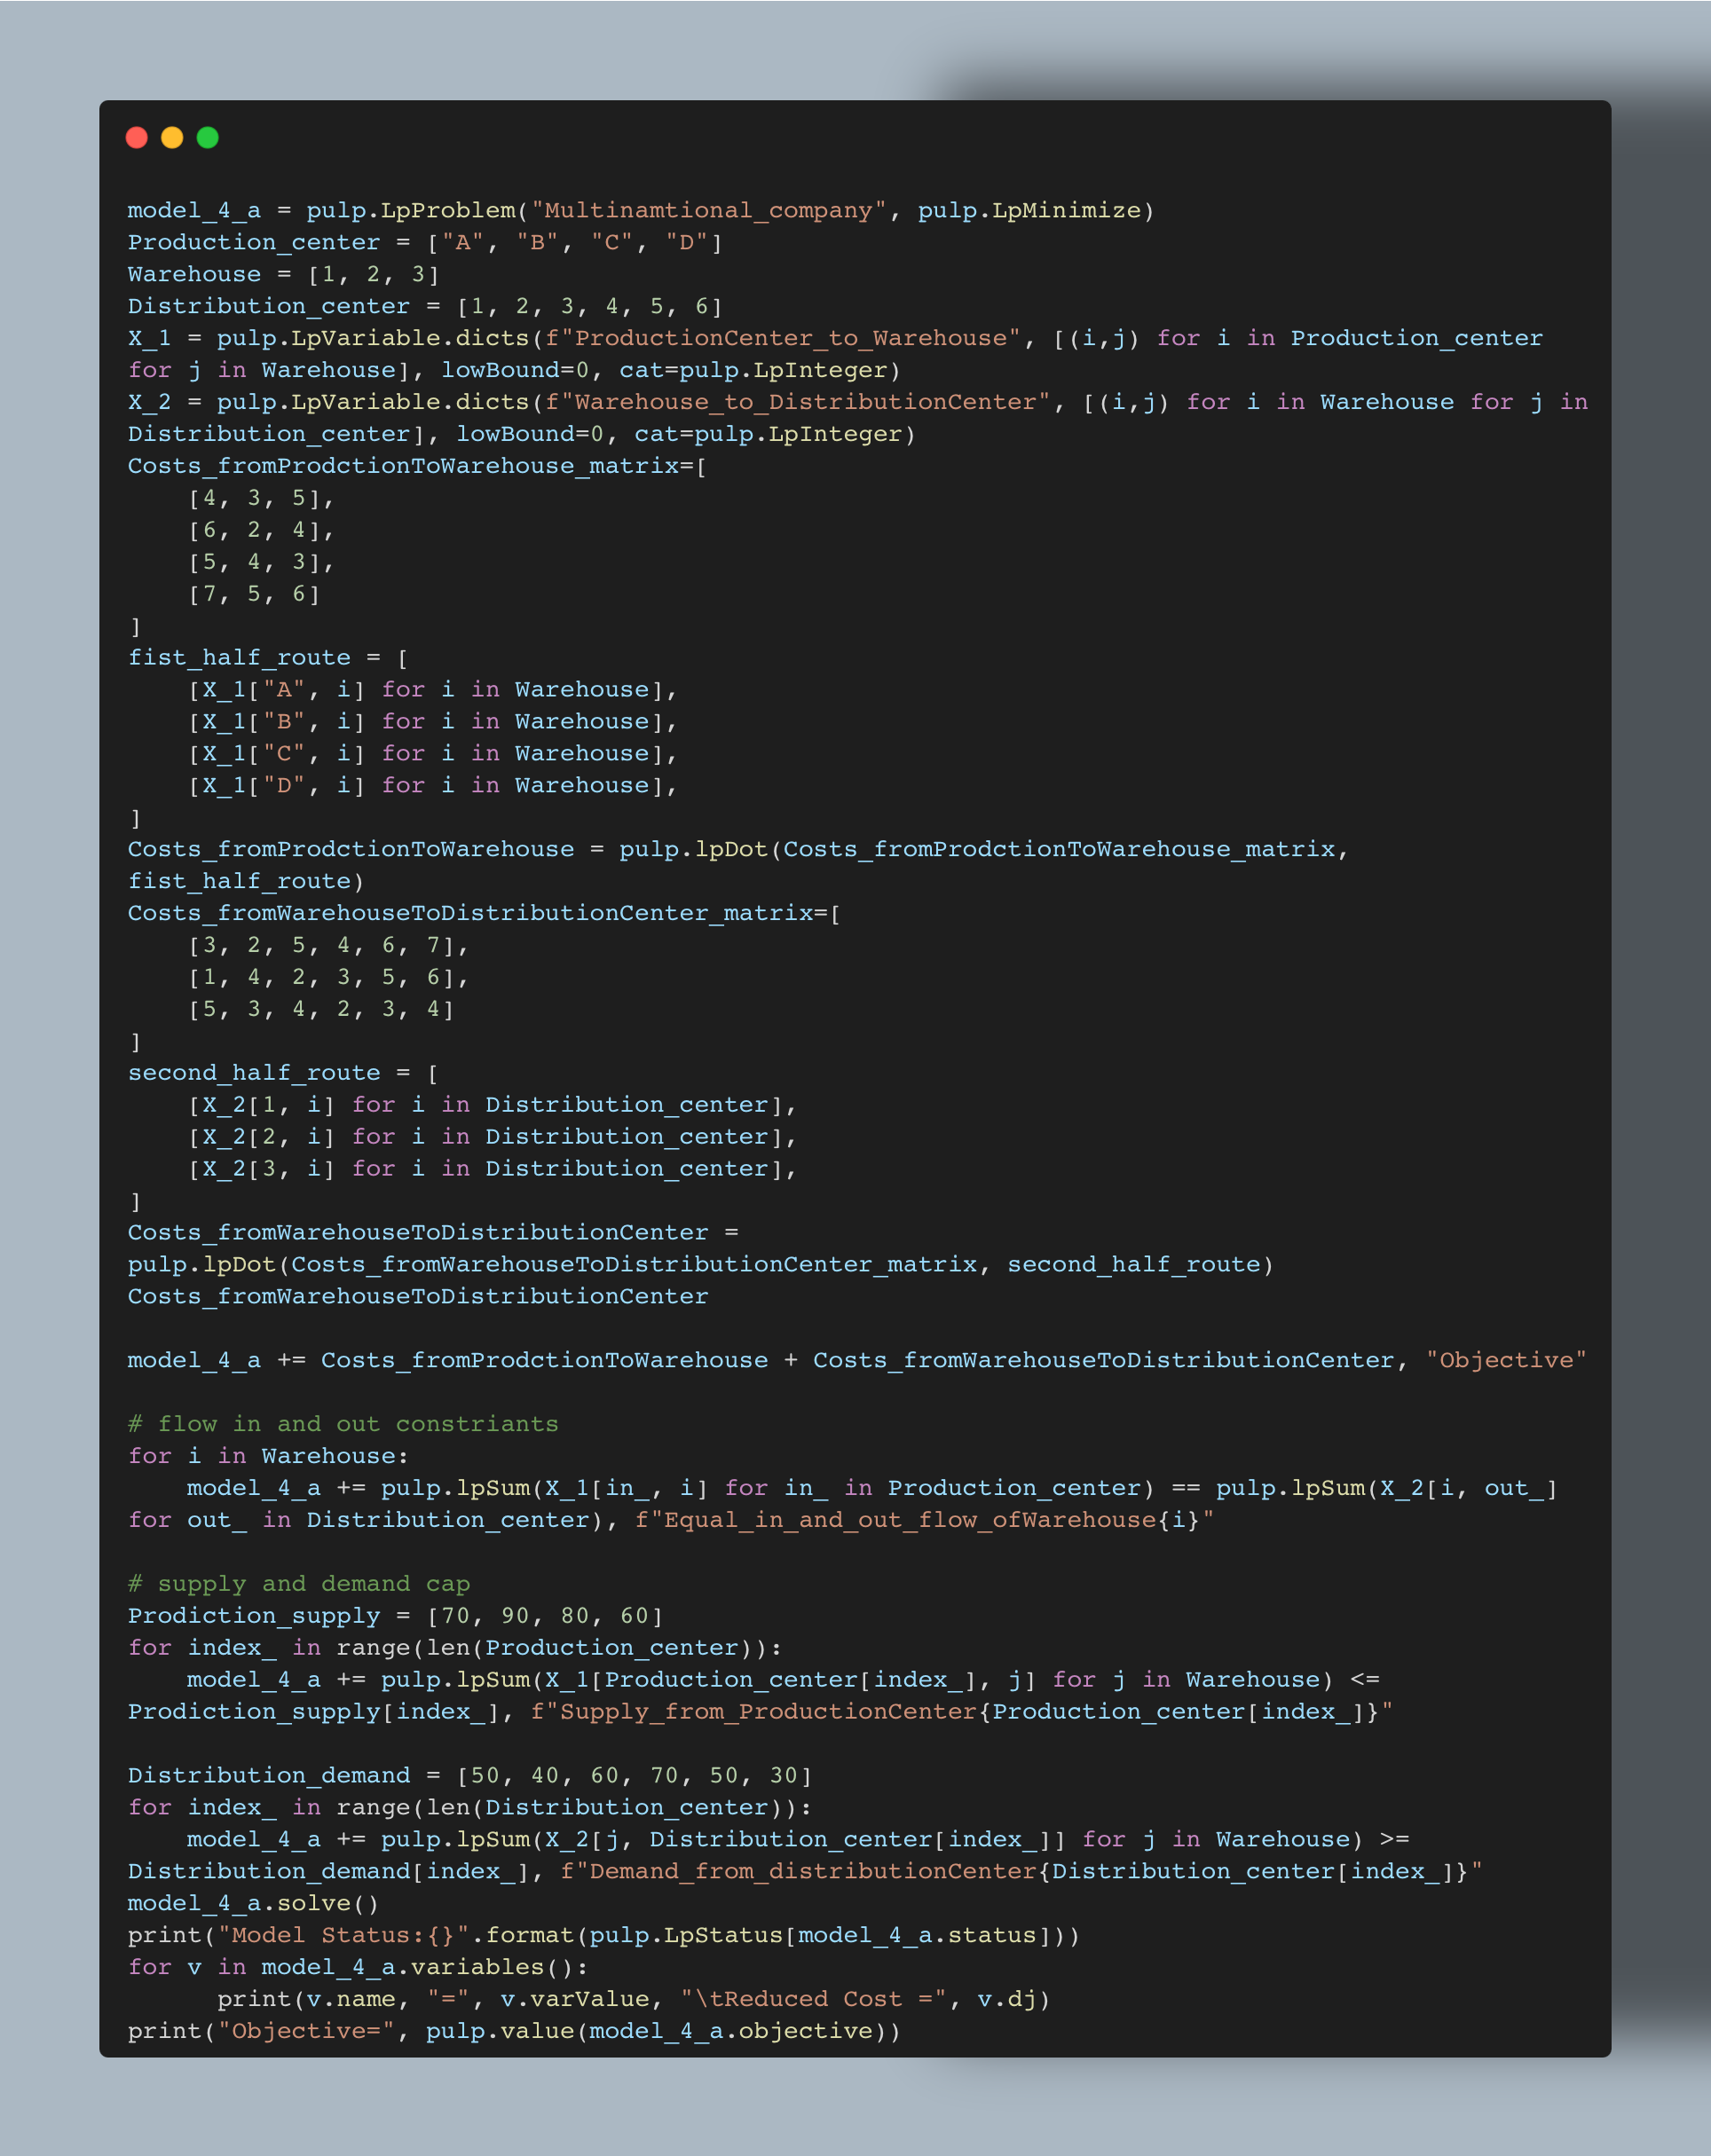 model_4_a = pulp.LpProblem("Multinamtional_company", pulp.LpMinimize)
Production_center = ["A", "B", "C", "D"]
Warehouse = [1, 2, 3]
Distribution_center = [1, 2, 3, 4, 5, 6]
X_1 = pulp.LpVariable.dicts(f"ProductionCenter_to_Warehouse", [(i,j) for i in Production_center
for j in Warehouse], lowBound=0, cat=pulp.LpInteger)
X_2 = pulp.LpVariable.dicts(f"Warehouse_to_DistributionCenter", [(i,j) for i in Warehouse for j in
Distribution_center], lowBound=0, cat=pulp.LpInteger)
Costs_fromProdctionToWarehouse_matrix=[
    [4, 3, 5],
    [6, 2, 4],
    [5, 4, 3],
    [7, 5, 6]
]
fist_half_route = [
    [X_1["A", i] for i in Warehouse],
    [X_1["B", i] for i in Warehouse],
    [X_1["C", i] for i in Warehouse],
    [X_1["D", i] for i in Warehouse],
]
Costs_fromProdctionToWarehouse = pulp.lpDot(Costs_fromProdctionToWarehouse_matrix,
fist_half_route)
Costs_fromWarehouseToDistributionCenter_matrix=[
    [3, 2, 5, 4, 6, 7],
    [1, 4, 2, 3, 5, 6],
    [5, 3, 4, 2, 3, 4]
]
second_half_route = [
    [X_2[1, i] for i in Distribution_center],
    [X_2[2, i] for i in Distribution_center],
    [X_2[3, i] for i in Distribution_center],
]
Costs_fromWarehouseToDistributionCenter =
pulp.lpDot(Costs_fromWarehouseToDistributionCenter_matrix, second_half_route)
Costs_fromWarehouseToDistributionCenter

model_4_a += Costs_fromProdctionToWarehouse + Costs_fromWarehouseToDistributionCenter, "Objective"

# flow in and out constriants
for i in Warehouse:
    model_4_a += pulp.lpSum(X_1[in_, i] for in_ in Production_center) == pulp.lpSum(X_2[i, out_]
for out_ in Distribution_center), f"Equal_in_and_out_flow_ofWarehouse{i}"

# supply and demand cap
Prodiction_supply = [70, 90, 80, 60]
for index_ in range(len(Production_center)):
    model_4_a += pulp.lpSum(X_1[Production_center[index_], j] for j in Warehouse) <=
Prodiction_supply[index_], f"Supply_from_ProductionCenter{Production_center[index_]}"

Distribution_demand = [50, 40, 60, 70, 50, 30]
for index_ in range(len(Distribution_center)):
    model_4_a += pulp.lpSum(X_2[j, Distribution_center[index_]] for j in Warehouse) >=
Distribution_demand[index_], f"Demand_from_distributionCenter{Distribution_center[index_]}"
model_4_a.solve()
print("Model Status:{}".format(pulp.LpStatus[model_4_a.status]))
for v in model_4_a.variables():
      print(v.name, "=", v.varValue, "\tReduced Cost =", v.dj)
print("Objective=", pulp.value(model_4_a.objective))